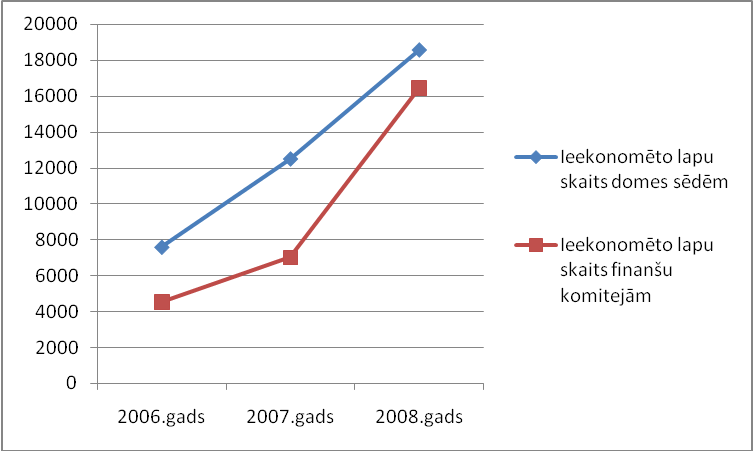 20000
18000
16000
14000
12000
10000
8000
6000
4000
2000
0
2006.gads
2007.gads
2008.gads
Ieekonomēto lapu
skaits domes sēdēm
Ieekonomēto lapu
skaits finanšu
komitejām